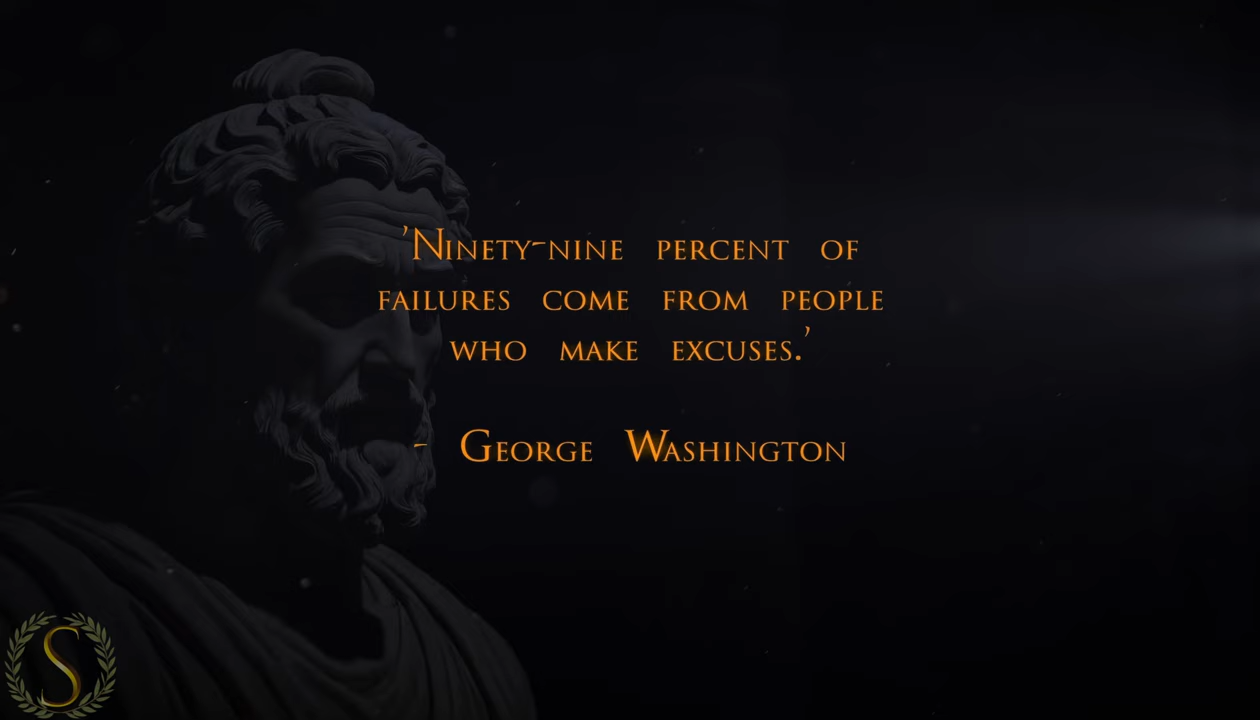 'Ninety-nine percent of
failures come from people
who make excuses.'
- George Washington
S